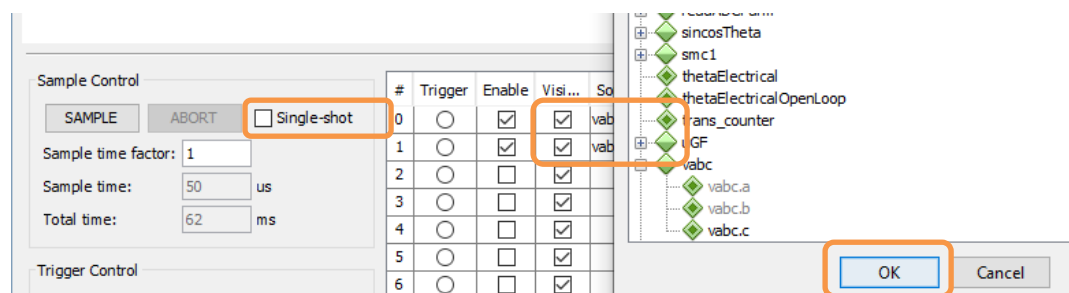 sincosTheta
smc1
thetaElectrical
thetaElectricalOpenLoop
trans_counter
vabc
vabc.a
vabc.b
vabc.c
OK Cancel
Sample Control
SAMPLE ABORT Single-shot
Sample time factor: 1
Sample time: 50 us
Total time: 62 ms
Trigger Control
# Trigger Enable Visi... So
0 vab
1 vab
2
3
4
5
6